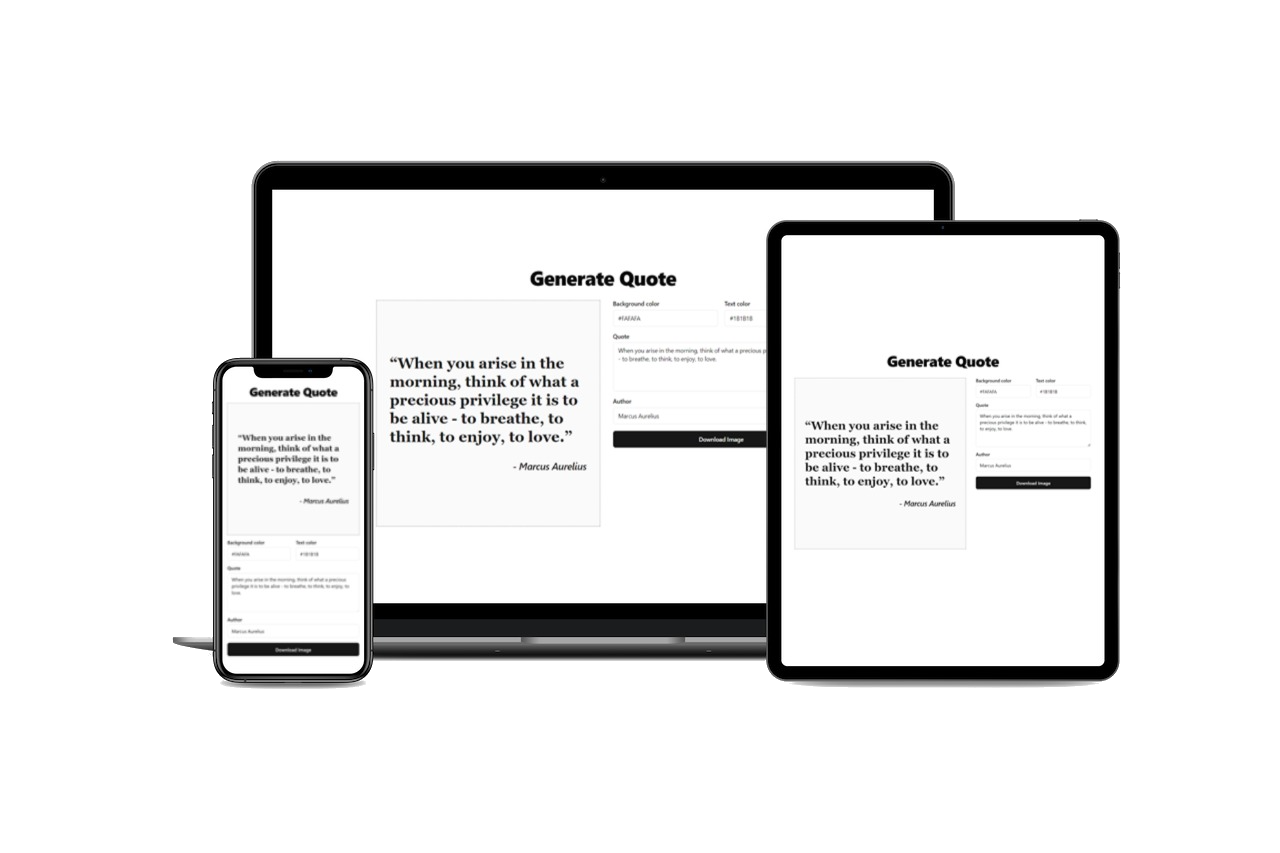 Generate Quote
“When you arise in the
morning, think of what a
precious privilege it is to
be alive - to breathe, to
think, to enjoy, to love.”
- Marcus Aurelius
Background color
Text color
#FAFAFA
#1B1B1B
Quote
When you arise in the morning, think of what a precious p
- to breathe, to think, to enjoy, to love.
Author
Marcus Aurelius
Download Image
Generate Quote
“When you arise in the
morning, think of what a
precious privilege it is to
be alive - to breathe, to
think, to enjoy, to love.”
- Marcus Aurelius
Background color
Text color
#FAFAFA
#1B1B1B
Quote
When you arise in the morning, think of what a precious
privilege it is to be alive - to breathe, to think, to enjoy, to
love.
Author
Marcus Aurelius
Download Image
Generate Quote
“When you arise in the
morning, think of what a
precious privilege it is to
be alive - to breathe, to
think, to enjoy, to love.”
- Marcus Aurelius
Background color
Text color
#FAFAFA
#1B1B1B
Quote
When you arise in the morning, think of what a
precious privilege it is to be alive - to breathe, to think,
to enjoy, to love.
Author
Marcus Aurelius
Download Image